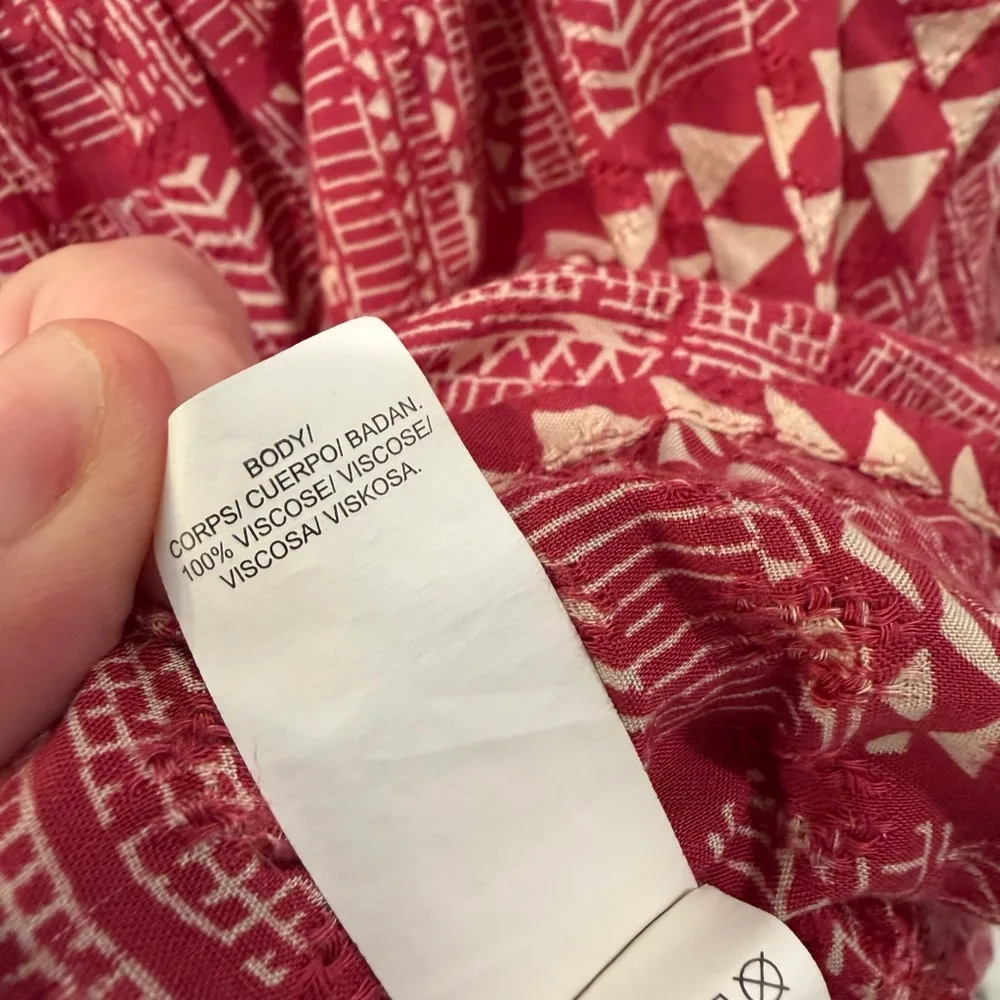 BODY/
CORPS/ CUERPO/ BADAN.
100% VISCOSE/ VISCOSE/
VISCOSA/ VISKOSA.